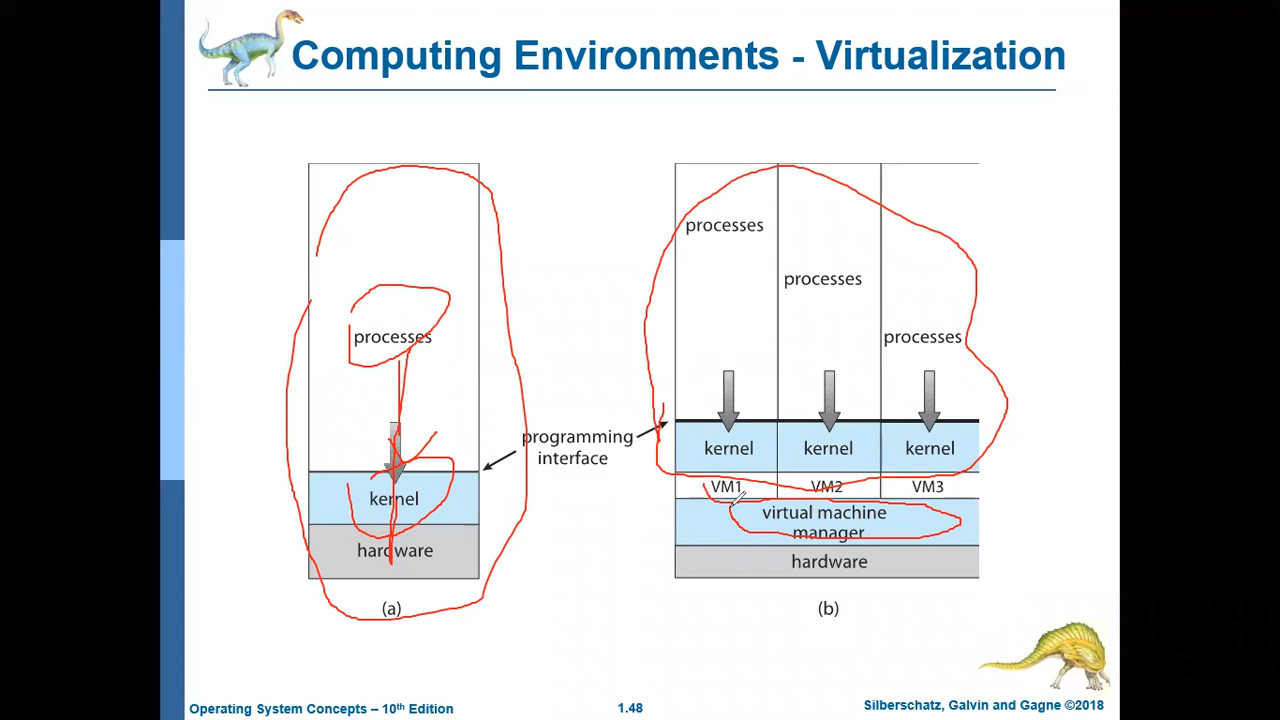 Computing Environments - Virtualization
processes
kernel
hardware
(a)
programming
interface
processes
processes
processes
kernel kernel kernel
VM1 VM2 VM3
virtual machine
manager
hardware
(b)
Operating System Concepts – 10th Edition
1.48
Silberschatz, Galvin and Gagne ©2018